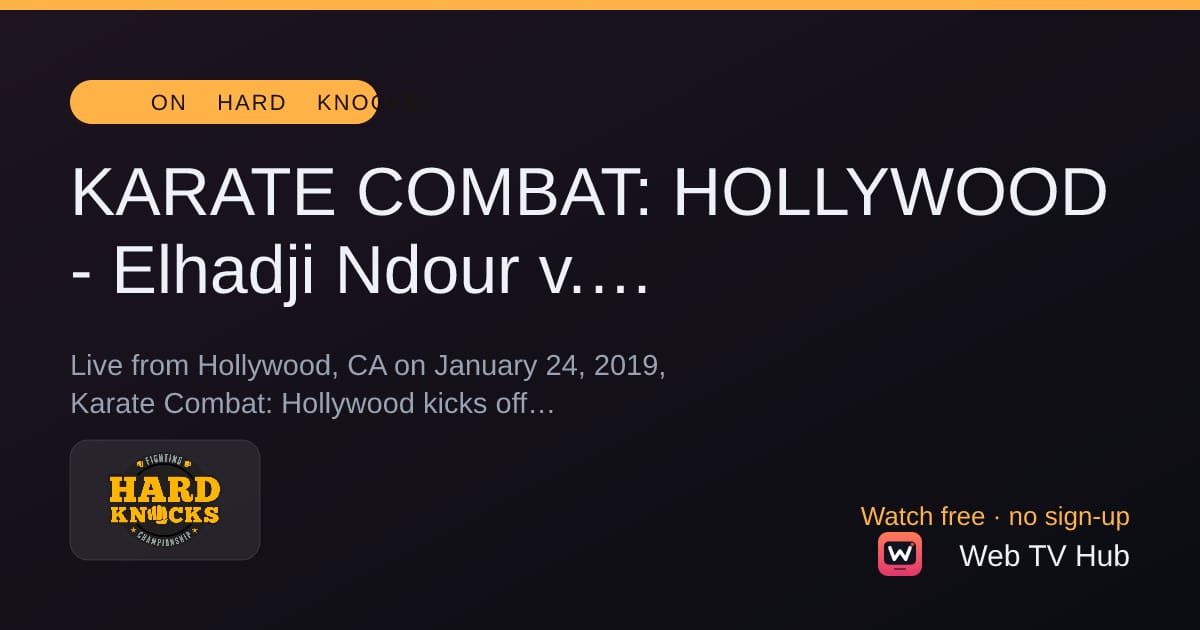 ON HARD KNOCKS
KARATE COMBAT: HOLLYWOOD
- Elhadji Ndour v.…
Live from Hollywood, CA on January 24, 2019,
Karate Combat: Hollywood kicks off…
FIGHTING
HARD
KNOCKS
CHAMPIONSHIP
Watch free · no sign-up
Web TV Hub